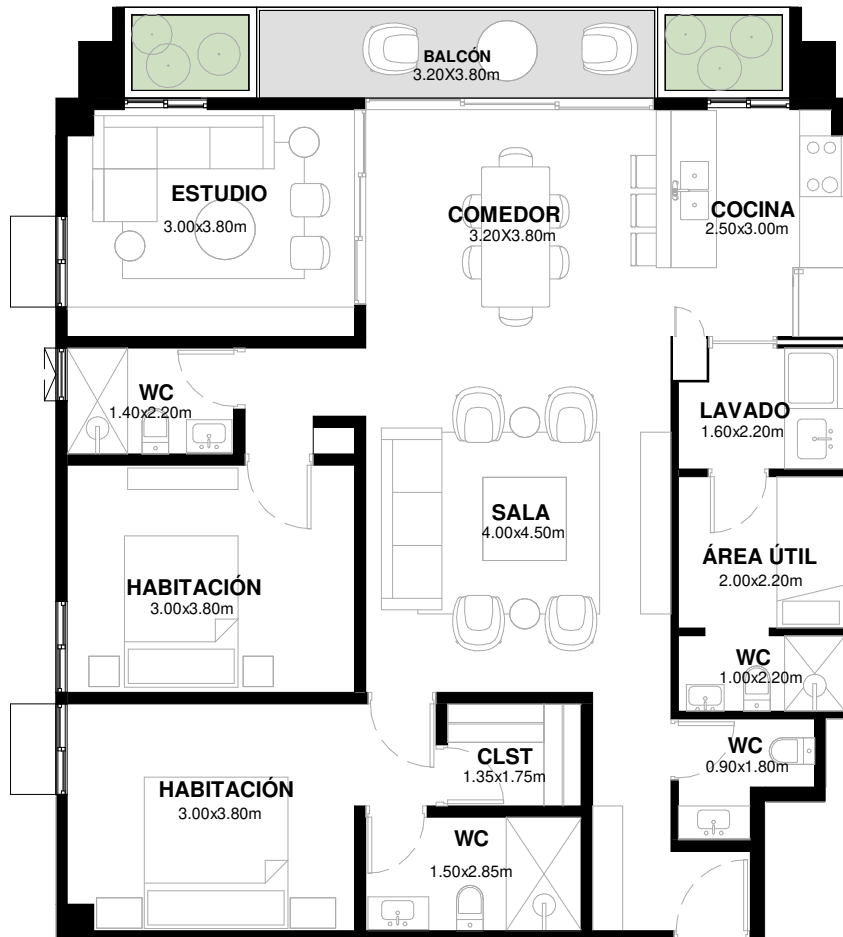 BALCÓN
3.20X3.80m
ESTUDIO
3.00x3.80m
COMEDOR
3.20X3.80m
COCINA
2.50x3.00m
WC
1.40x2.20m
LAVADO
1.60x2.20m
SALA
4.00x4.50m
ÁREA ÚTIL
2.00x2.20m
HABITACIÓN
3.00x3.80m
WC
1.00x2.20m
CLST
1.35x1.75m
WC
0.90x1.80m
HABITACIÓN
3.00x3.80m
WC
1.50x2.85m